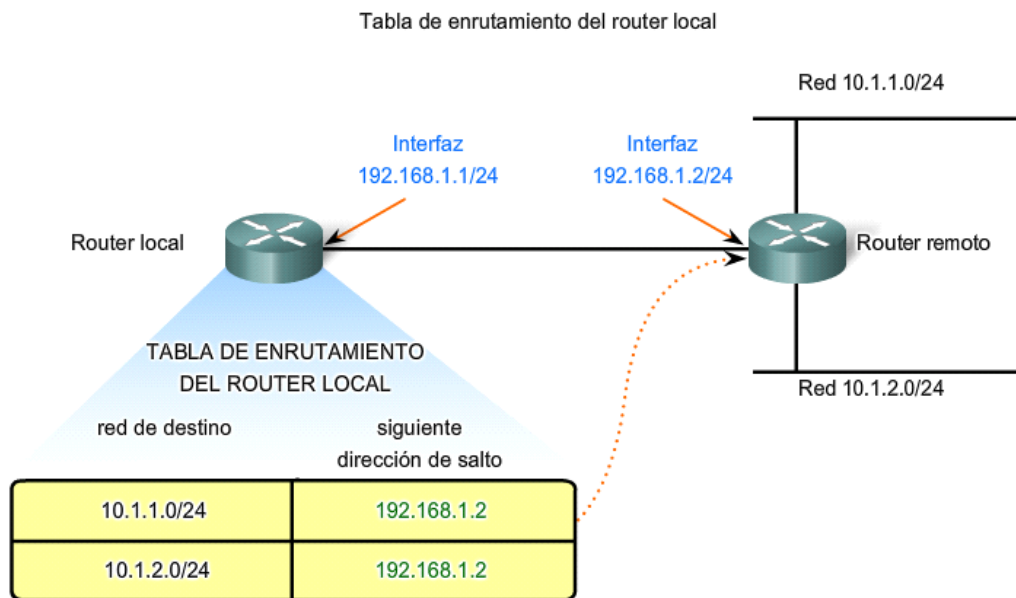 Tabla de enrutamiento del router local
Red 10.1.1.0/24
Interfaz
192.168.1.1/24
Interfaz
192.168.1.2/24
Router local
Router remoto
TABLA DE ENRUTAMIENTO
DEL ROUTER LOCAL
Red 10.1.2.0/24
red de destino
siguiente
dirección de salto
10.1.1.0/24
192.168.1.2
10.1.2.0/24
192.168.1.2